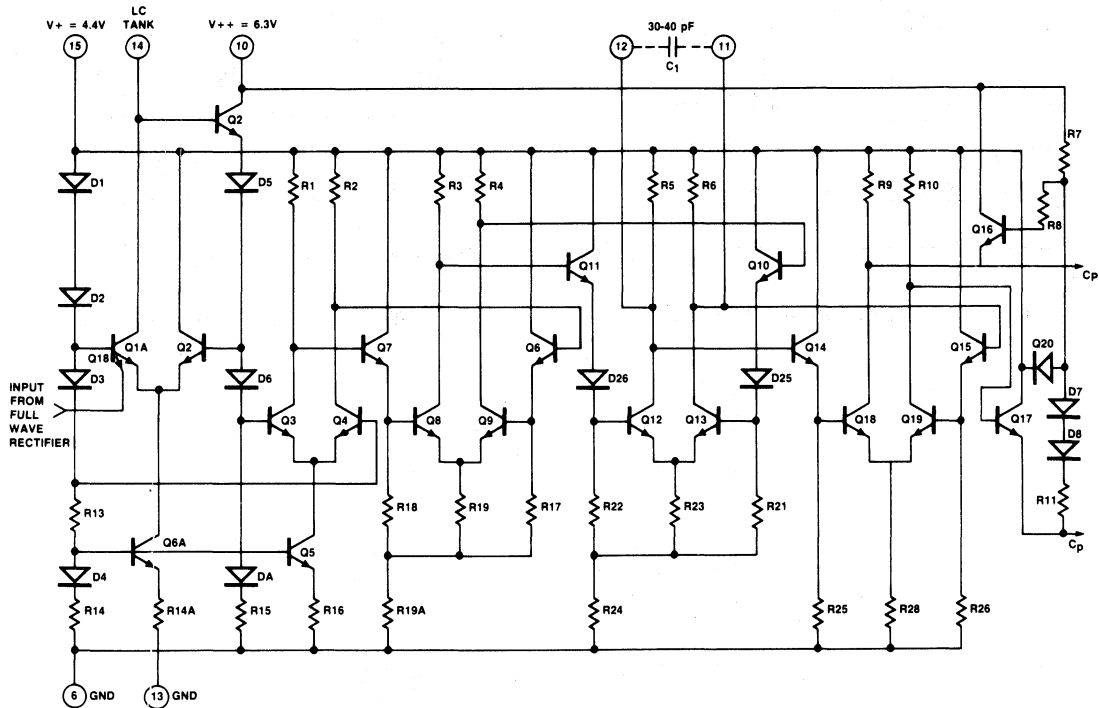 LC
TANK
V+ = 4.4V
V++ = 6.3V
30-40 pF
15
14
10
12
11
C1
Q2
R7
D1
D5
R1
R2
R3
R4
R5
R6
R9
R10
R8
Q16
Q11
Q10
CP
D2
Q1A
Q18
Q2
Q7
Q6
Q14
Q15
Q20
D3
D6
D26
D25
D7
INPUT
FROM
FULL
WAVE
RECTIFIER
Q3
Q4
Q8
Q9
Q12
Q13
Q18
Q19
Q17
D8
R13
R18
R19
R17
R22
R23
R21
R11
Q6A
Q5
CP
D4
DA
R14
R14A
R15
R16
R19A
R24
R25
R28
R26
6 GND
13 GND